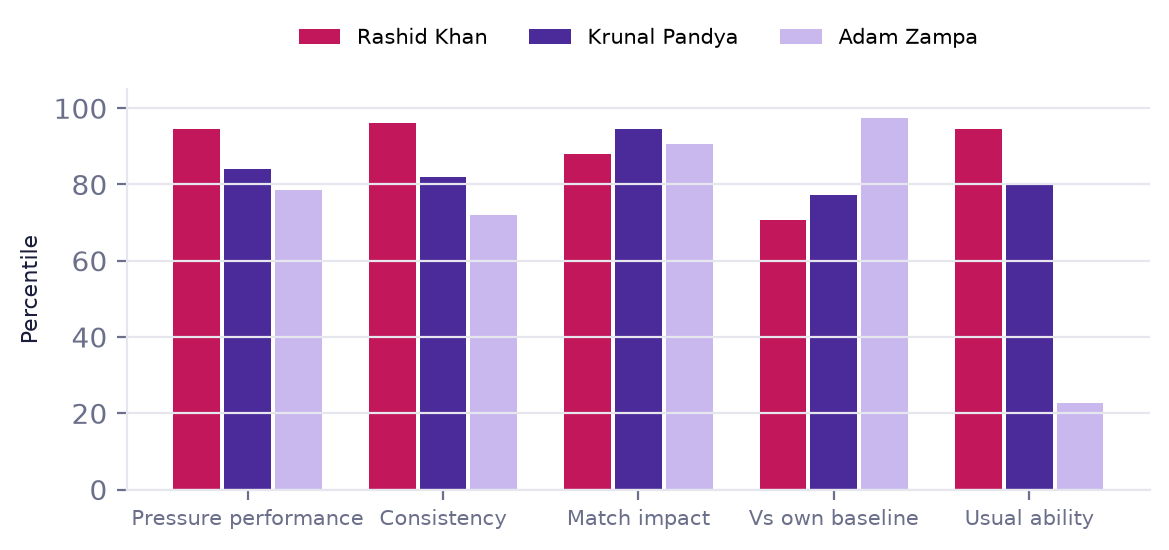 Rashid Khan Krunal Pandya Adam Zampa
Percentile
100
80
60
40
20
0
Pressure performance Consistency Match impact Vs own baseline Usual ability